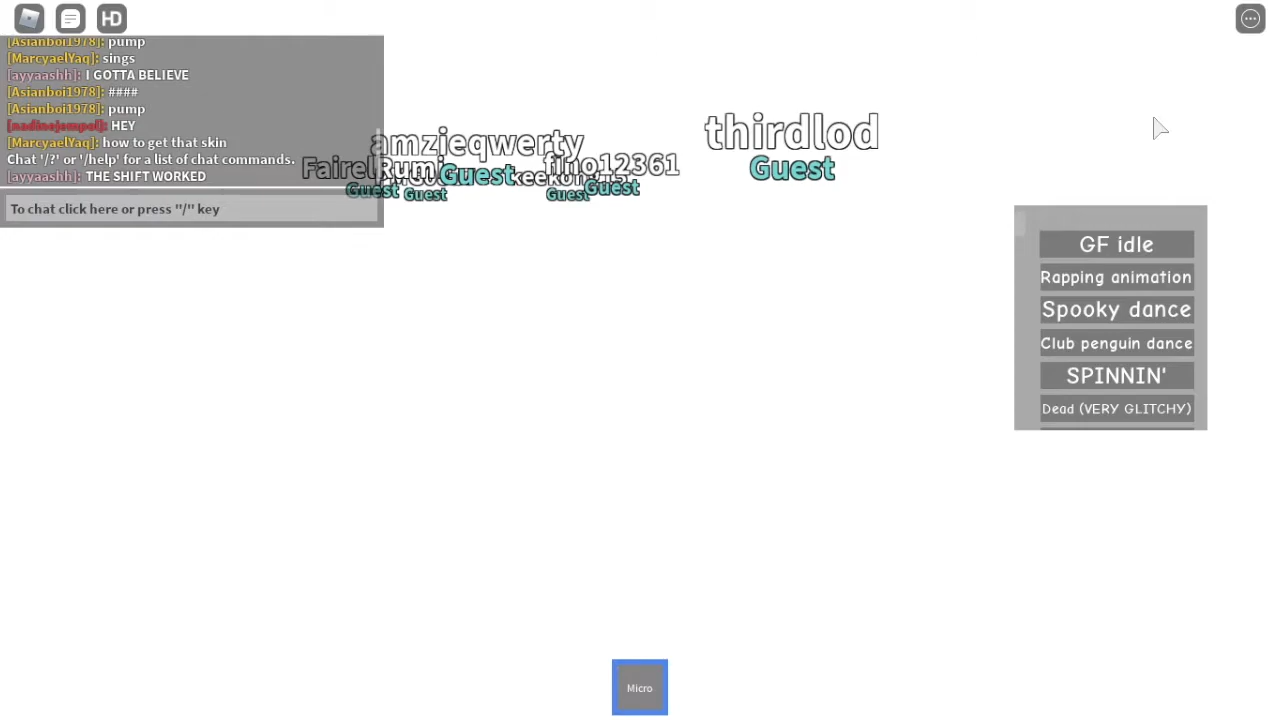 HD
[Asianboi1978]: pump
[MarcyaelYaq]: sings
[ayyaashh]: I GOTTA BELIEVE
[Asianboi1978]: ####
[Asianboi1978]: pump
[nadinejompol]: HEY
[MarcyaelYaq]: how to get that skin
Chat '/?' or '/help' for a list of chat commands.
[ayyaashh]: THE SHIFT WORKED
To chat click here or press "/" key
amzieqwerty
Guest
thirdlod
Guest
Guest
Guest
Guest
Guest
GF idle
Rapping animation
Spooky dance
Club penguin dance
SPINNIN'
Dead (VERY GLITCHY)
Micro